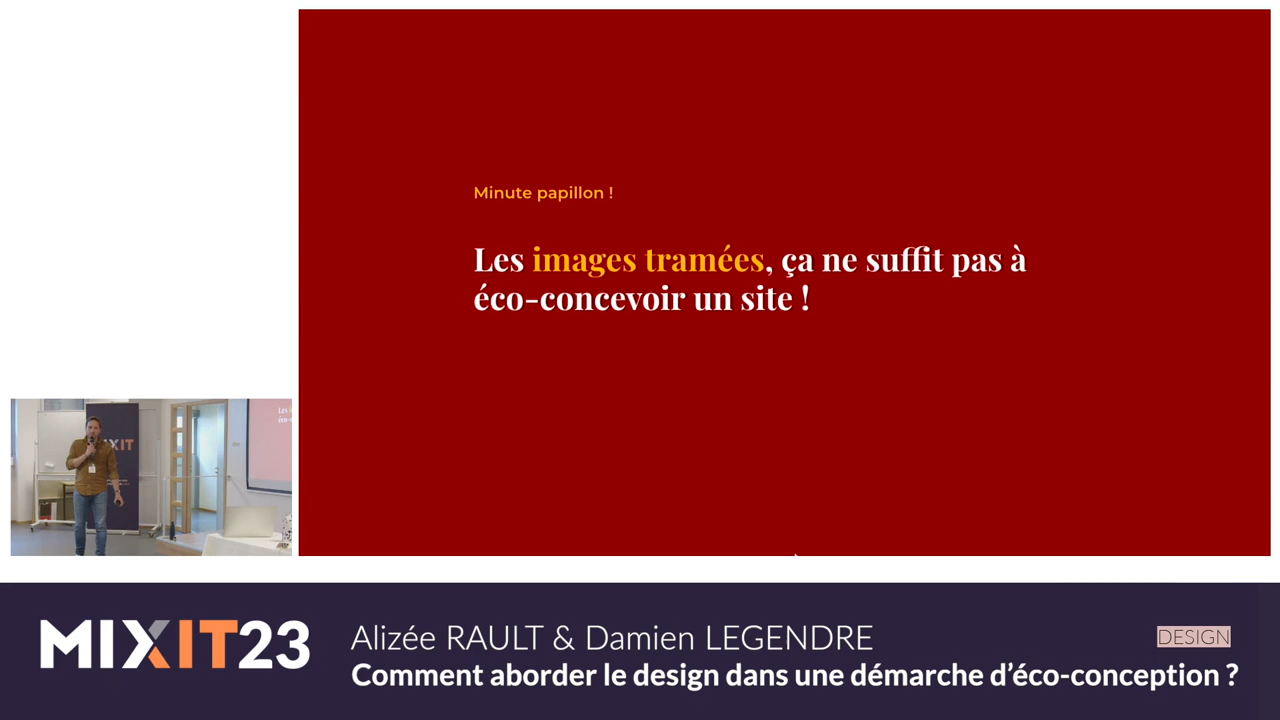 Minute papillon !
Les images tramées, ça ne suffit pas à
éco-concevoir un site !
MIXIT23
Alizée RAULT & Damien LEGENDRE
DESIGN
Comment aborder le design dans une démarche d’éco-conception ?